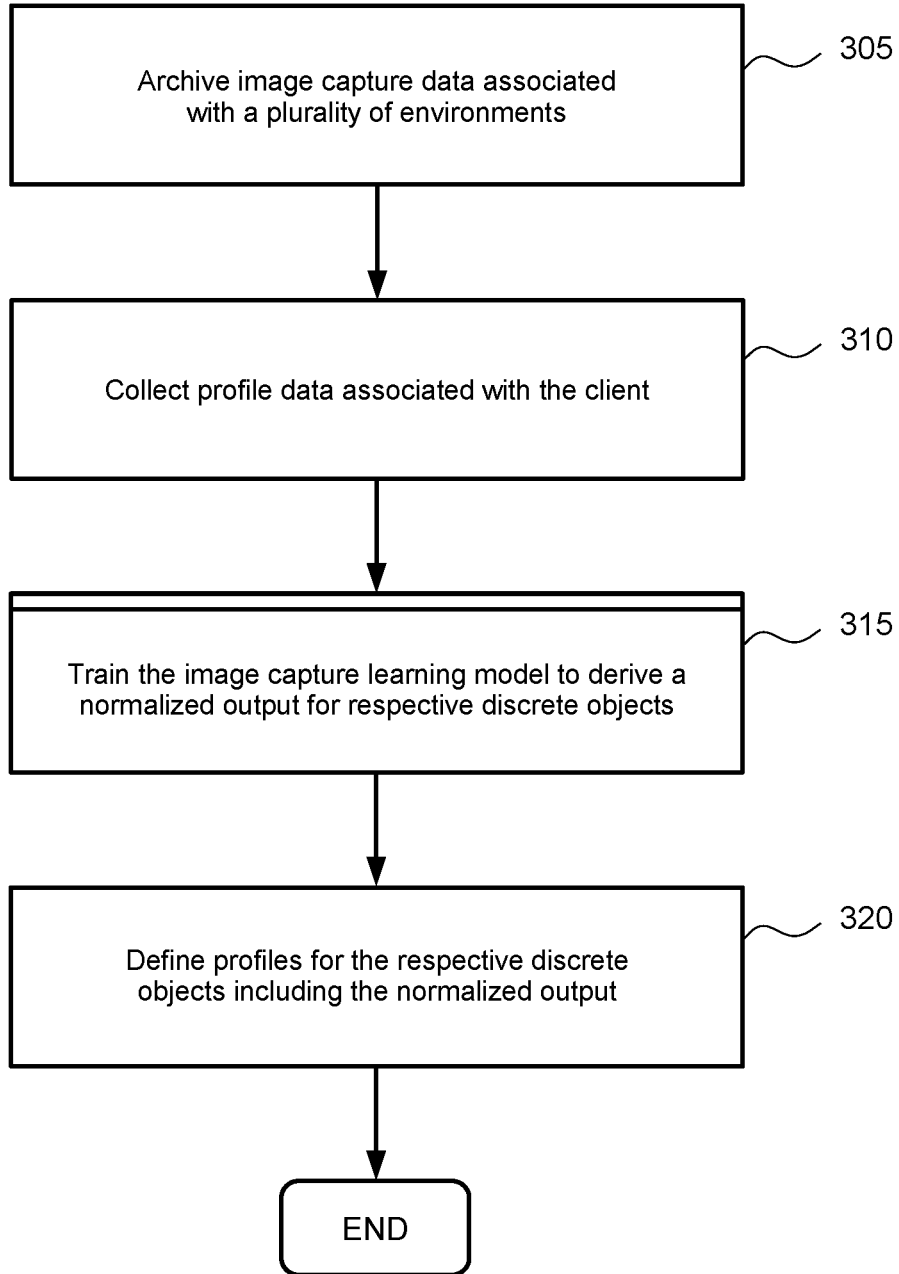 Archive image capture data associated
with a plurality of environments
305
Collect profile data associated with the client
310
Train the image capture learning model to derive a
normalized output for respective discrete objects
315
Define profiles for the respective discrete
objects including the normalized output
320
END